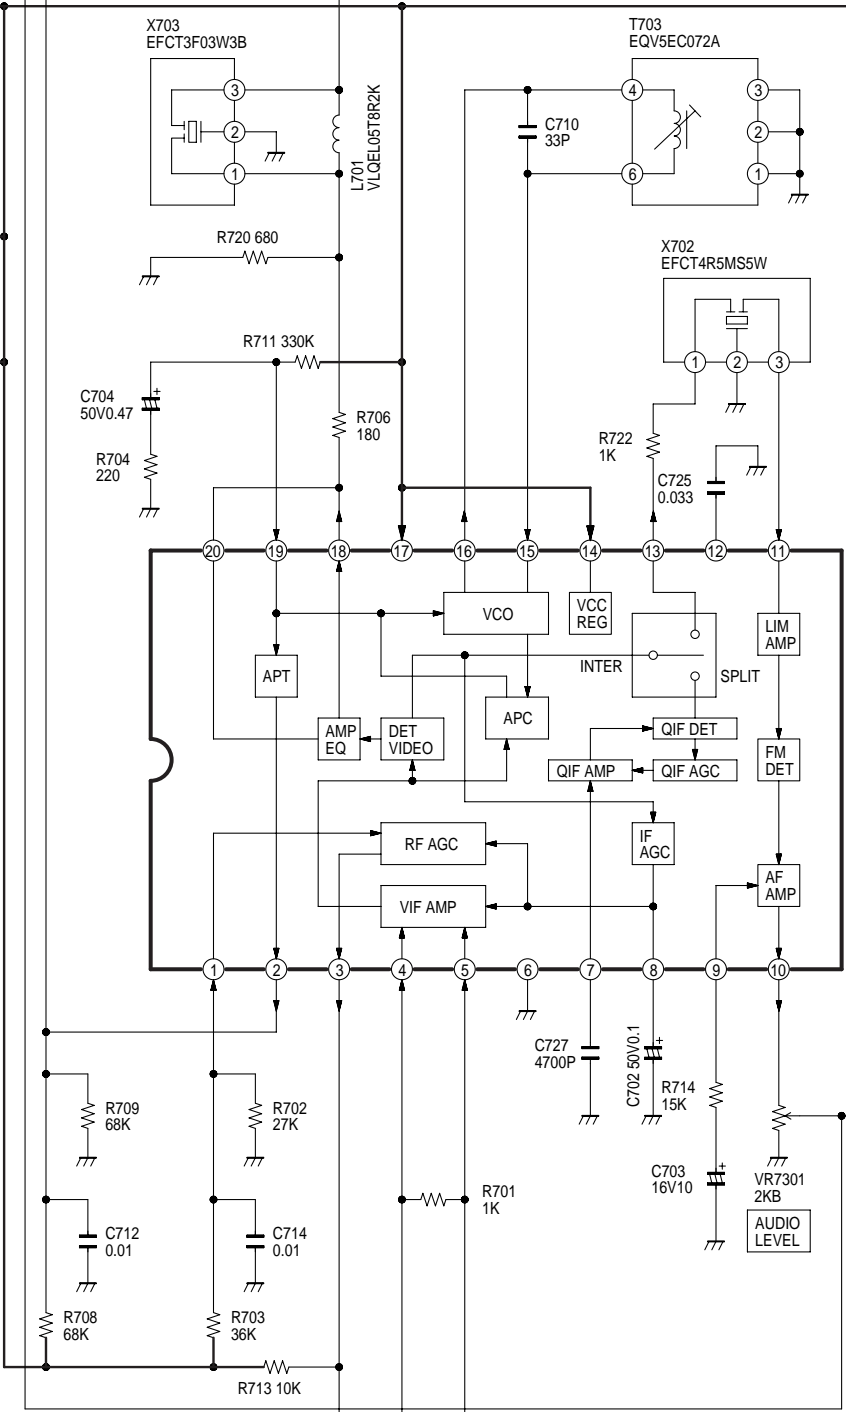 X703
EFCT3F03W3B
T703
EQV5EC072A
3
2
1
L701
VLQEL05T8R2K
C710
33P
4
6
3
2
1
R720 680
X702
EFCT4R5MS5W
1
2
3
R711 330K
C704
50V0.47
+
R704
220
R706
180
R722
1K
C725
0.033
20
19
18
17
16
15
14
13
12
11
VCO
VCC
REG
LIM
AMP
INTER
SPLIT
APT
APC
AMP
EQ
DET
VIDEO
QIF DET
QIF AMP
QIF AGC
FM
DET
RF AGC
IF
AGC
VIF AMP
AF
AMP
1
2
3
4
5
6
7
8
9
10
C727
4700P
C702 50V0.1
+
R714
15K
R709
68K
R702
27K
C703
16V10
+
VR7301
2KB
AUDIO
LEVEL
R701
1K
C712
0.01
C714
0.01
R708
68K
R703
36K
R713 10K